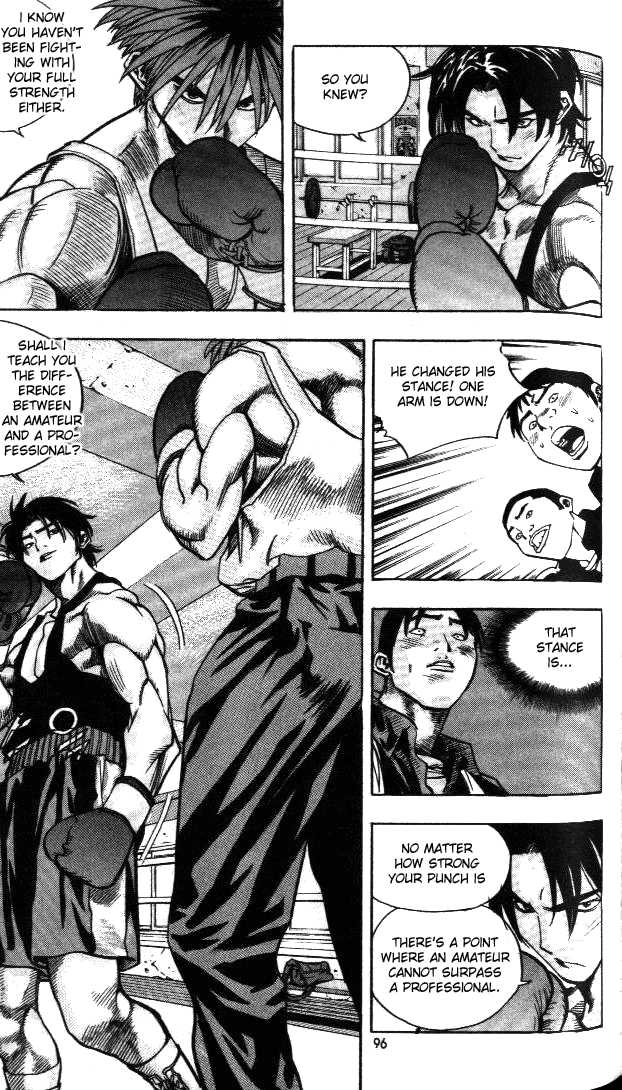 I KNOW
YOU HAVEN'T
BEEN FIGHT-
ING WITH
YOUR FULL
STRENGTH
EITHER.
SO YOU
KNEW?
SHALL I
TEACH YOU
THE DIFF-
ERENCE
BETWEEN
AN AMATEUR
AND A PRO-
FESSIONAL?
HE CHANGED HIS
STANCE! ONE
ARM IS DOWN!
THAT
STANCE
IS...
NO MATTER
HOW STRONG
YOUR PUNCH IS
THERE'S A POINT
WHERE AN AMATEUR
CANNOT SURPASS
A PROFESSIONAL.
96